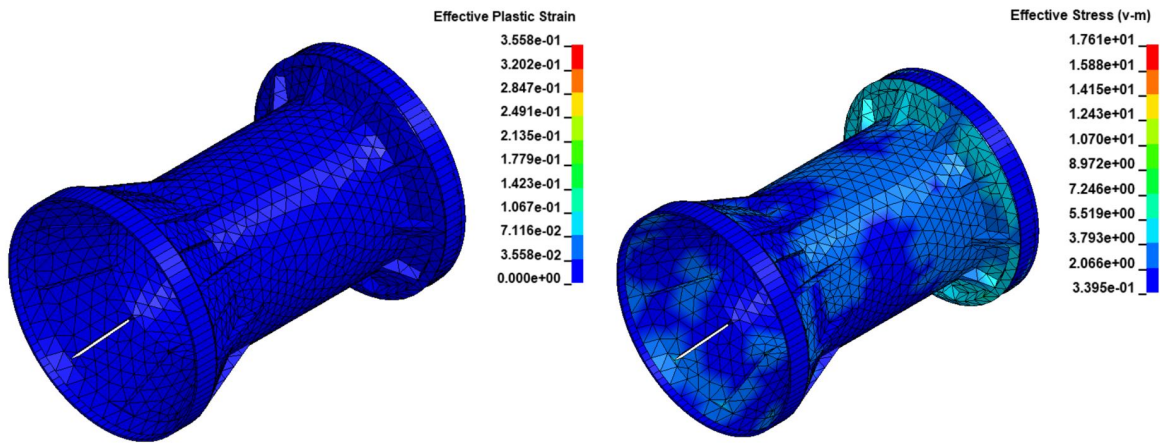 Effective Plastic Strain
3.558e-01
3.202e-01
2.847e-01
2.491e-01
2.135e-01
1.779e-01
1.423e-01
1.067e-01
7.116e-02
3.558e-02
0.000e+00
Effective Stress (v-m)
1.761e+01
1.588e+01
1.415e+01
1.243e+01
1.070e+01
8.972e+00
7.246e+00
5.519e+00
3.793e+00
2.066e+00
3.395e-01